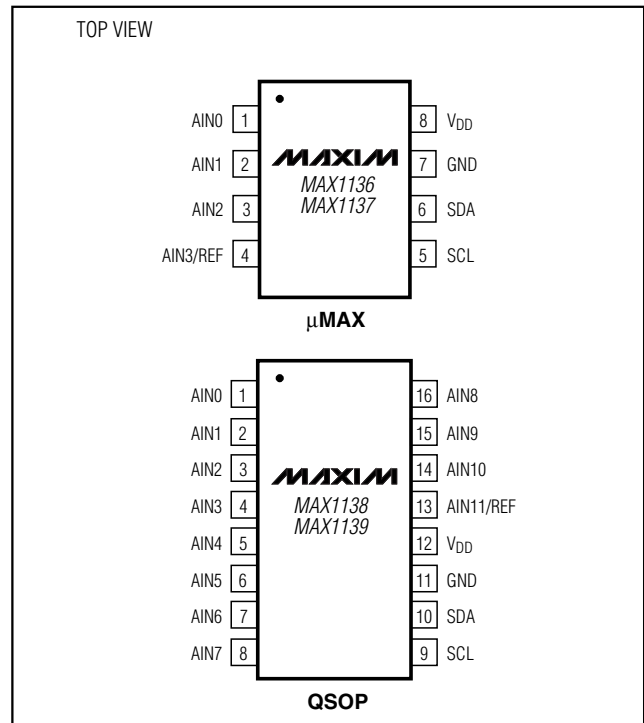 TOP VIEW
AIN0 1 8 VDD
AIN1 2 MAXIM 7 GND
MAX1136
MAX1137
AIN2 3 6 SDA
AIN3/REF 4 5 SCL
µMAX
AIN0 1 16 AIN8
AIN1 2 15 AIN9
AIN2 3 MAXIM 14 AIN10
AIN3 4 MAX1138 13 AIN11/REF
MAX1139
AIN4 5 12 VDD
AIN5 6 11 GND
AIN6 7 10 SDA
AIN7 8 9 SCL
QSOP